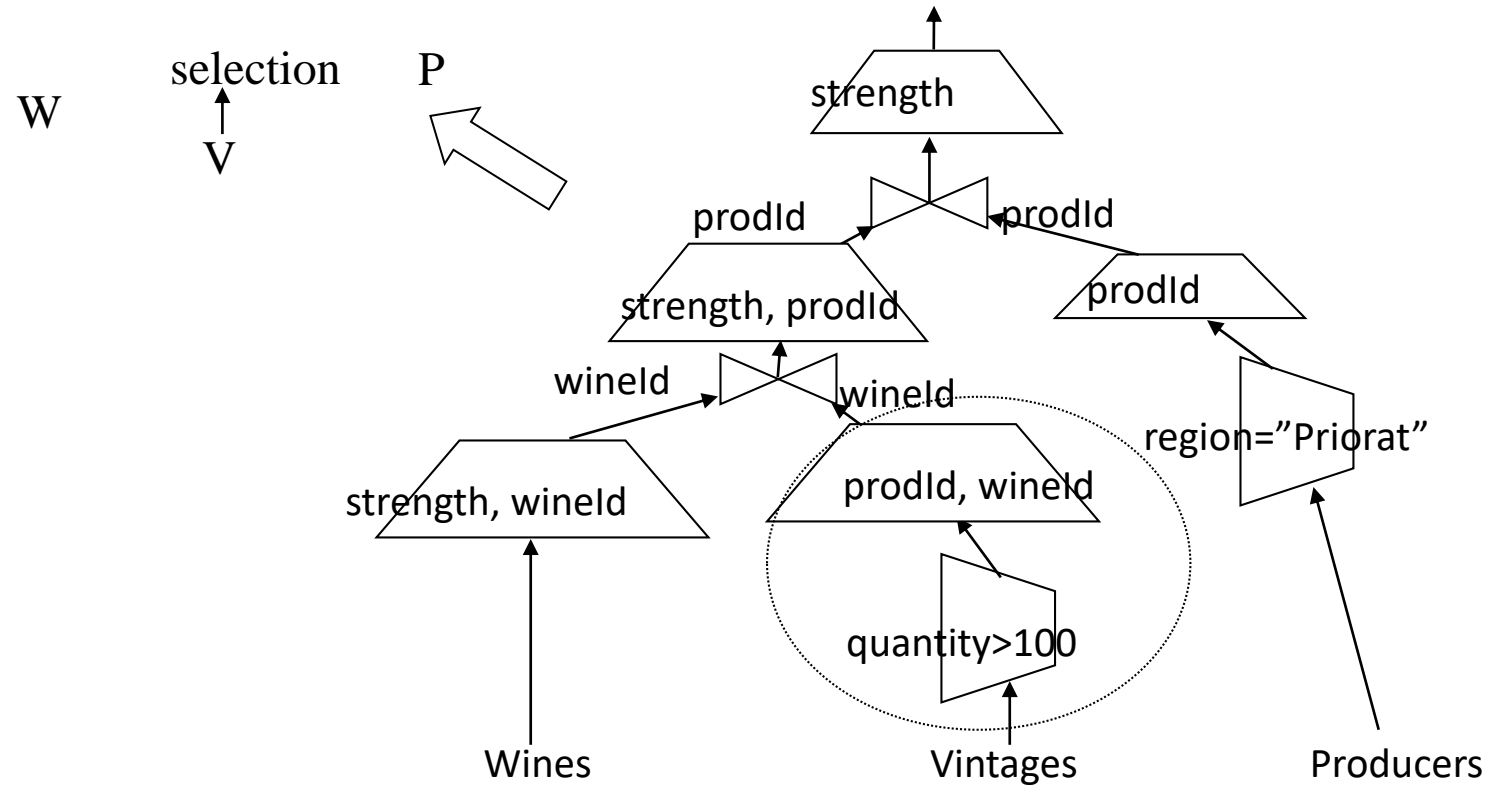 selection
P
W
V
strength
prodId
prodId
strength, prodId
prodId
wineId
wineId
region=”Priorat”
strength, wineId
prodId, wineId
quantity>100
Wines
Vintages
Producers